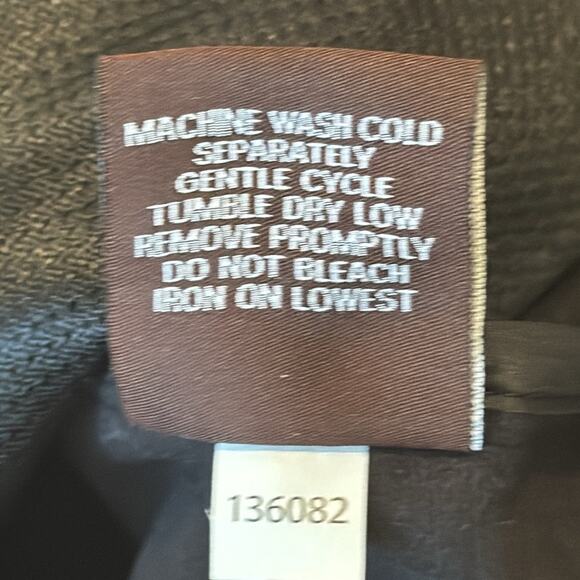 MACHINE WASH COLD
SEPARATELY
GENTLE CYCLE
TUMBLE DRY LOW
REMOVE PROMPTLY
DO NOT BLEACH
IRON ON LOWEST
136082